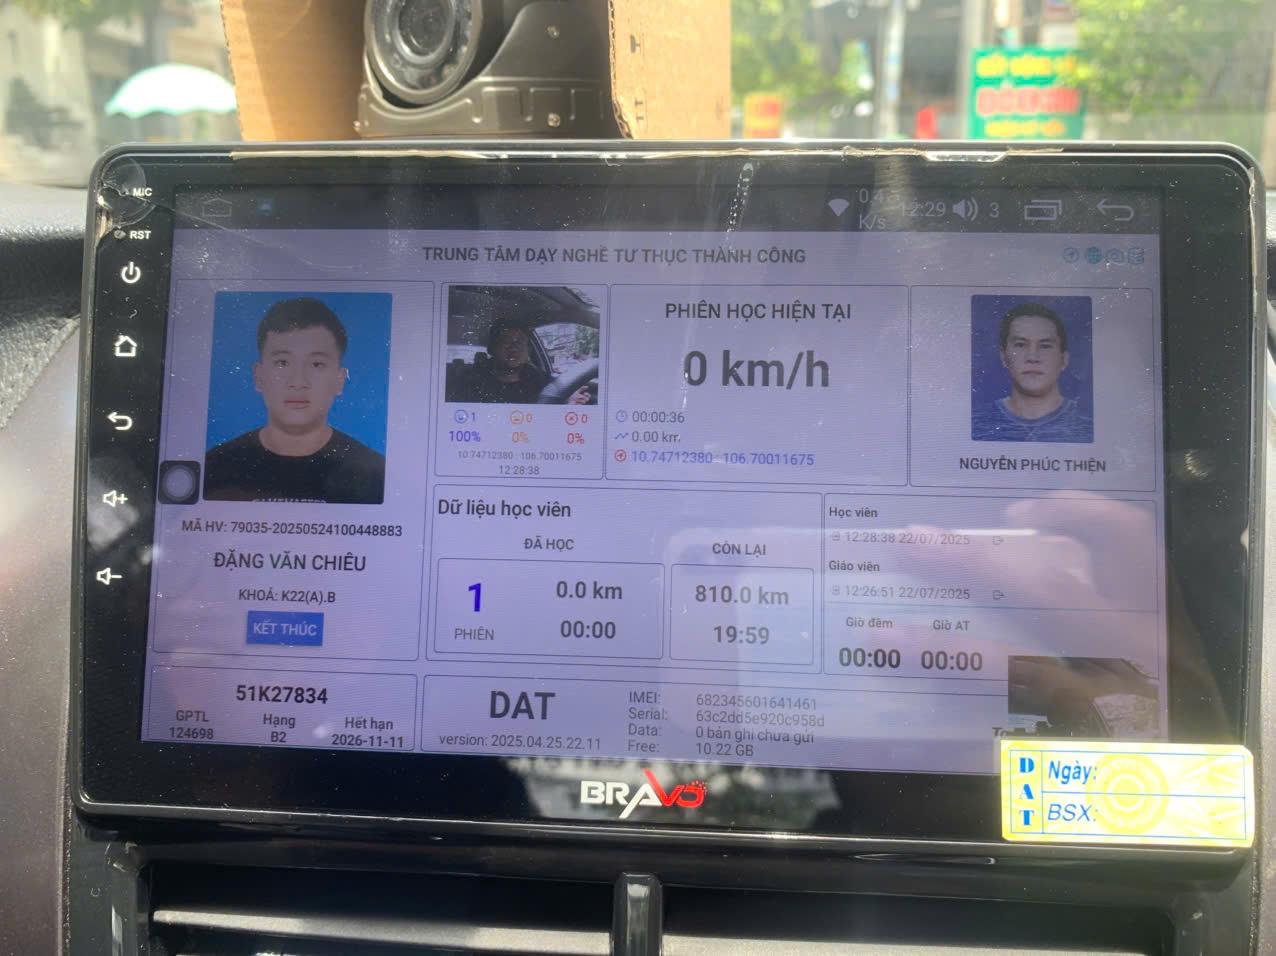 MIC
RST
12:29
3
K/s
TRUNG TÂM DẠY NGHỀ TƯ THỤC THÀNH CÔNG
MÃ HV: 79035-20250524100448883
ĐẶNG VĂN CHIÊU
KHOÁ: K22(A).B
KẾT THÚC
1 0 0
100% 0% 0%
10.74712380 106.70011675
12:28:38
PHIÊN HỌC HIỆN TẠI
0 km/h
00:00:36
0.00 km
10.74712380 106.70011675
NGUYỄN PHÚC THIỆN
Dữ liệu học viên
ĐÃ HỌC
1
PHIÊN
0.0 km
00:00
CÒN LẠI
810.0 km
19:59
Học viên
12:28:38 22/07/2025
Giáo viên
12:26:51 22/07/2025
Giờ đêm Giờ AT
00:00 00:00
51K27834
GPTL Hạng Hết hạn
124698 B2 2026-11-11
DAT
version: 2025.04.25.22.11
IMEI: 682345601641461
Serial: 63c2dd5e920c958d
Data: 0 bản ghi chưa gửi
Free: 10.22 GB
BRAVO
DAT
Ngày:
BSX: